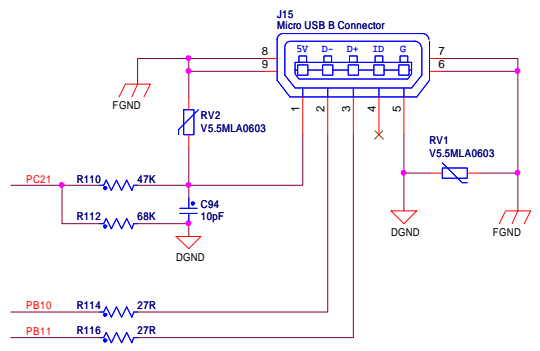 J15
Micro USB B Connector
5V D- D+ ID G
8
9
7
6
1 2 3 4 5
FGND
RV2
V5.5MLA0603
RV1
V5.5MLA0603
PC21 R110 47K
C94
10pF
R112 68K
DGND
DGND
FGND
PB10 R114 27R
PB11 R116 27R